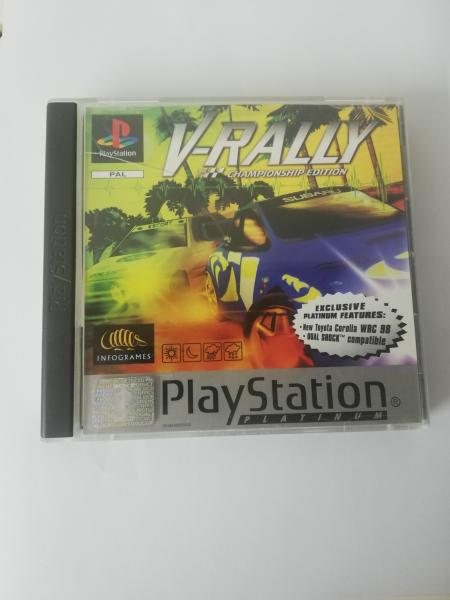 PlayStation
PAL
V-RALLY
CHAMPIONSHIP EDITION
SUBARU
EXCLUSIVE
PLATINUM FEATURES:
• New Toyota Corolla WRC 98
• DUAL SHOCK™ compatible
INFOGRAMES
PlayStation®
PLATINUM
PlayStation